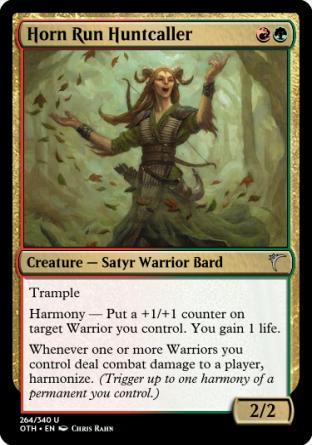 Horn Run Huntcaller
Creature — Satyr Warrior Bard
Trample
Harmony — Put a +1/+1 counter on
target Warrior you control. You gain 1 life.
Whenever one or more Warriors you
control deal combat damage to a player,
harmonize. (Trigger up to one harmony of a
permanent you control.)
2/2
264/340 U
OTH • EN Chris Rahn